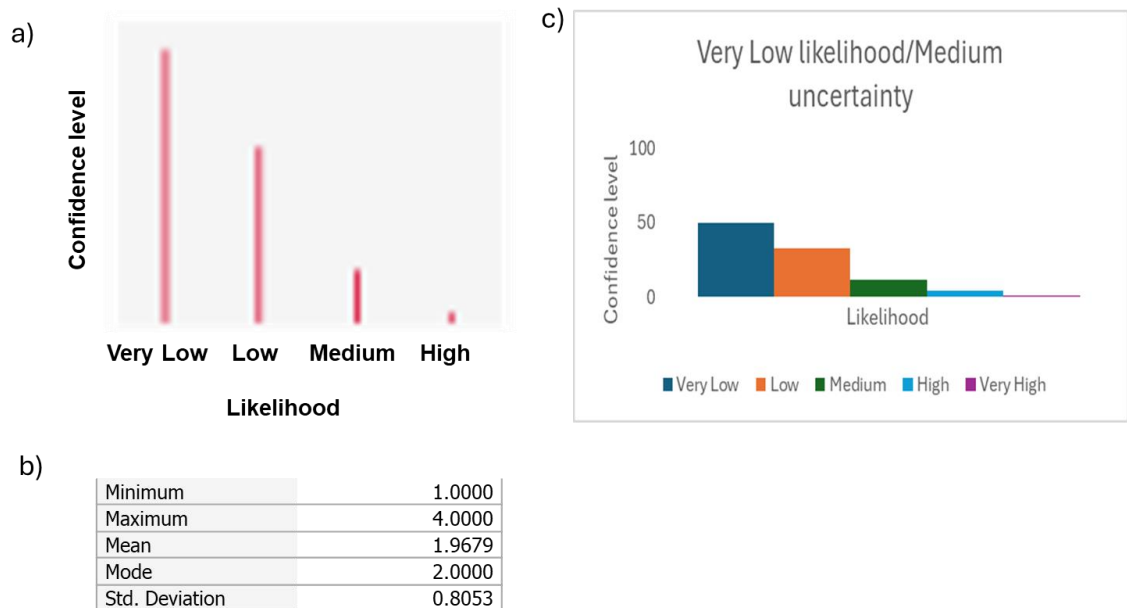 a)
Confidence level
Very Low Low Medium High
Likelihood
b)
Minimum 1.0000
Maximum 4.0000
Mean 1.9679
Mode 2.0000
Std. Deviation 0.8053
c)
Very Low likelihood/Medium
uncertainty
Confidence level
100
50
0
Likelihood
Very Low Low Medium High Very High